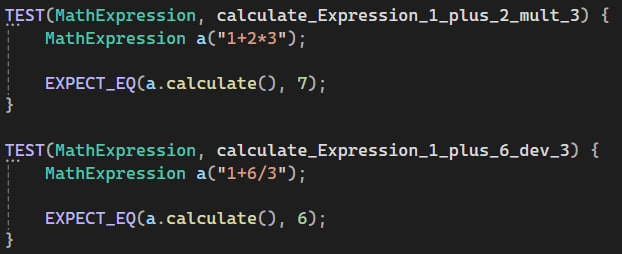 TEST(MathExpression, calculate_Expression_1_plus_2_mult_3) {
    MathExpression a("1+2*3");
    EXPECT_EQ(a.calculate(), 7);
}
TEST(MathExpression, calculate_Expression_1_plus_6_dev_3) {
    MathExpression a("1+6/3");
    EXPECT_EQ(a.calculate(), 6);
}